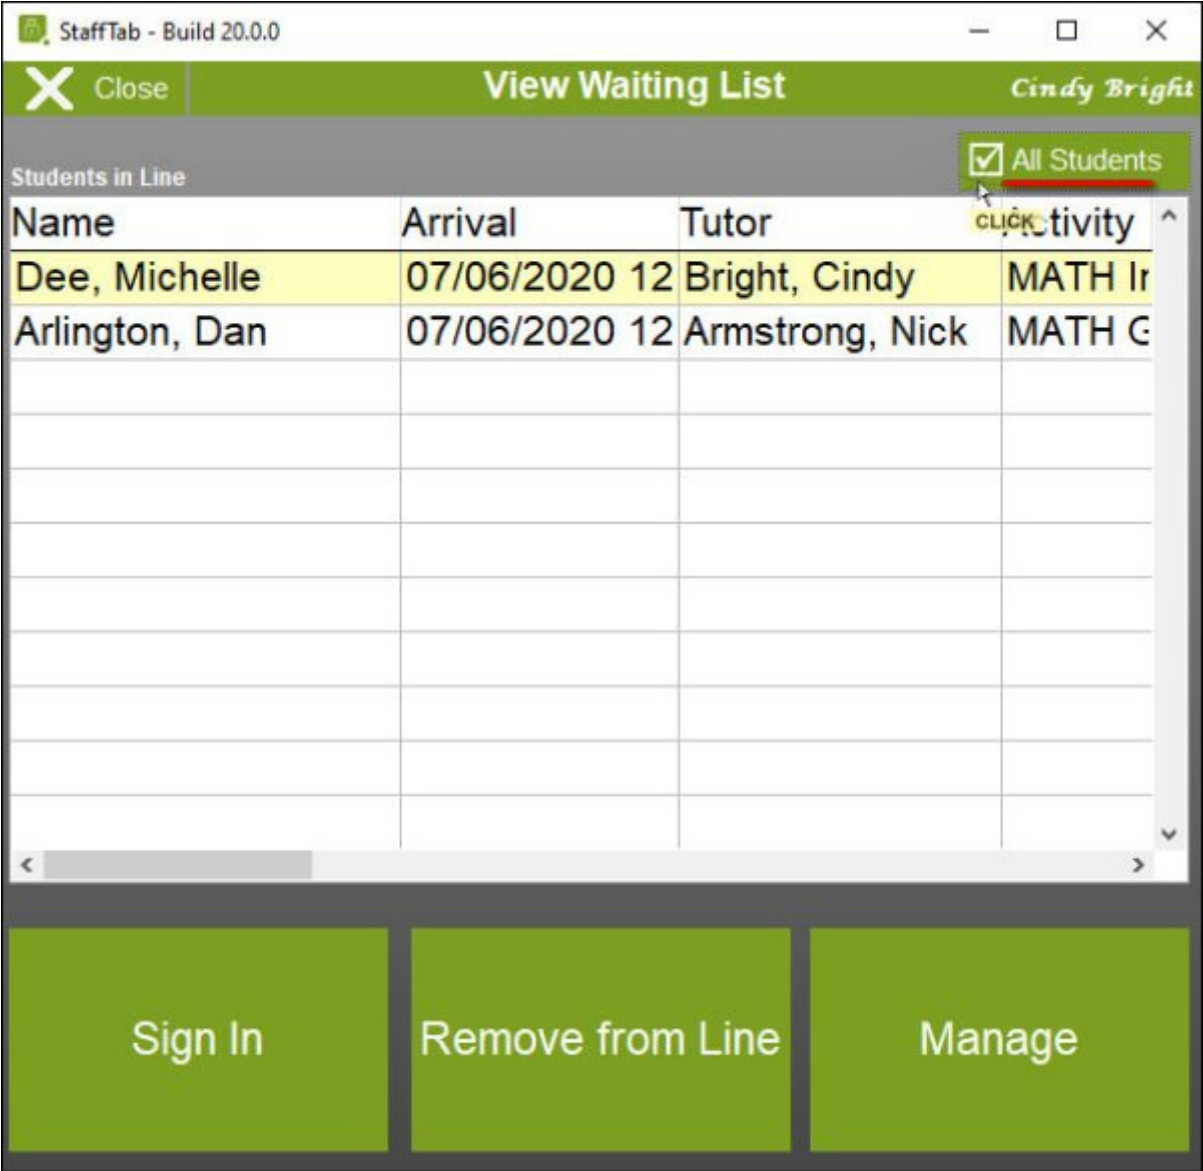 StaffTab - Build 20.0.0
Close View Waiting List Cindy Bright
All Students
Students in Line
CLICK
Name Arrival Tutor Activity
Dee, Michelle 07/06/2020 12 Bright, Cindy MATH Ir
Arlington, Dan 07/06/2020 12 Armstrong, Nick MATH G
Sign In Remove from Line Manage